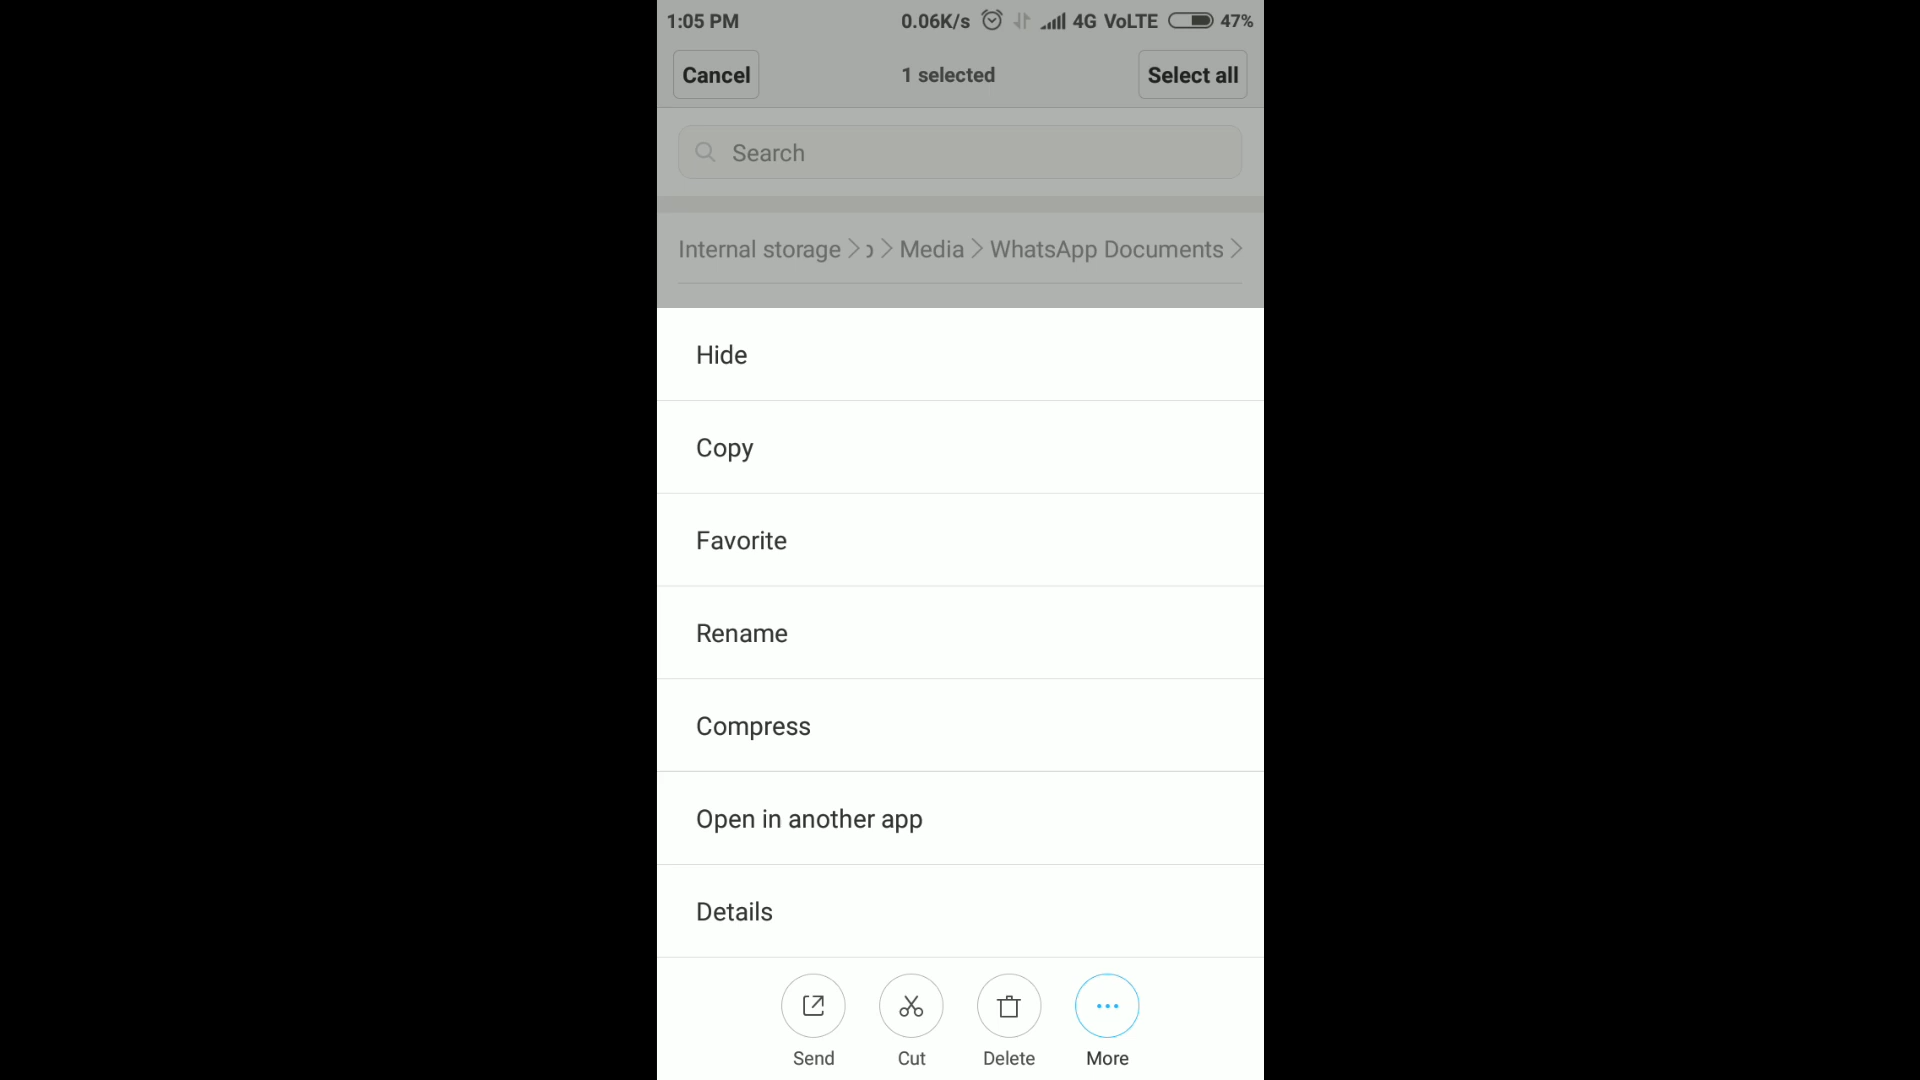 1:05 PM 0.06K/s 4G VoLTE 47%
Cancel 1 selected Select all
Search
Internal storage Media WhatsApp Documents
Hide
Copy
Favorite
Rename
Compress
Open in another app
Details
Send Cut Delete More